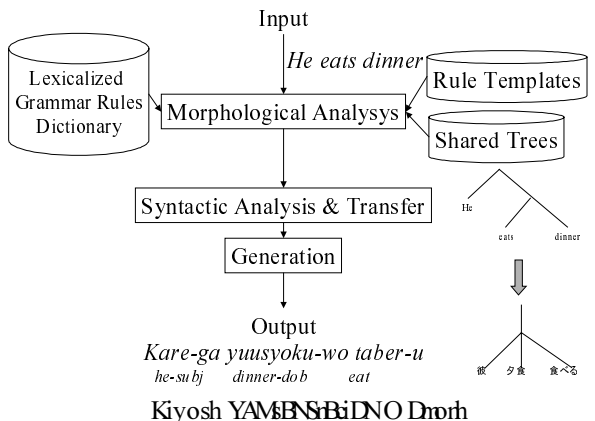 Input
He eats dinner
Lexicalized
Grammar Rules
Dictionary
Rule Templates
Morphological Analysys
Shared Trees
He
eats
dinner
Syntactic Analysis & Transfer
Generation
Output
Kare-ga yuusyoku-wo taber-u
he-subj dinner-dob eat
彼 夕食 食べる
Kiyosh